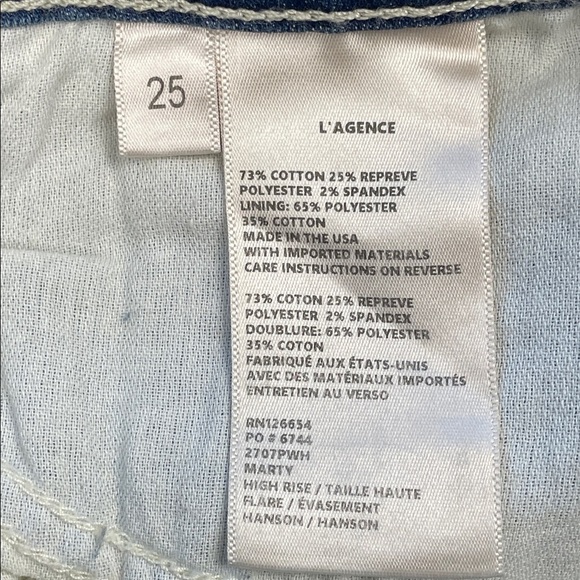 25
L'AGENCE
73% COTTON 25% REPREVE
POLYESTER 2% SPANDEX
LINING: 65% POLYESTER
35% COTTON
MADE IN THE USA
WITH IMPORTED MATERIALS
CARE INSTRUCTIONS ON REVERSE
73% COTON 25% REPREVE
POLYESTER 2% SPANDEX
DOUBLURE: 65% POLYESTER
35% COTON
FABRIQUÉ AUX ÉTATS-UNIS
AVEC DES MATÉRIAUX IMPORTÉS
ENTRETIEN AU VERSO
RN126654
PO # 6744
2707PWH
MARTY
HIGH RISE / TAILLE HAUTE
FLARE / ÉVASEMENT
HANSON / HANSON